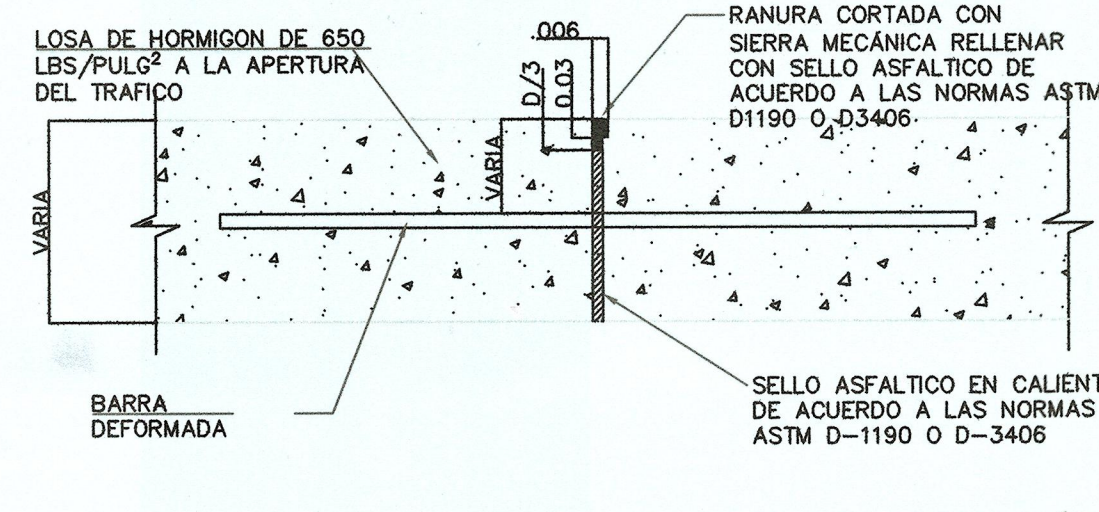 LOSA DE HORMIGON DE 650
LBS/PULG² A LA APERTURA
DEL TRAFICO
.006
D/3
0.03
RANURA CORTADA CON
SIERRA MECÁNICA RELLENAR
CON SELLO ASFALTICO DE
ACUERDO A LAS NORMAS ASTM
D1190 O D3406
VARIA
VARIA
BARRA
DEFORMADA
SELLO ASFALTICO EN CALIENT
DE ACUERDO A LAS NORMAS
ASTM D-1190 O D-3406